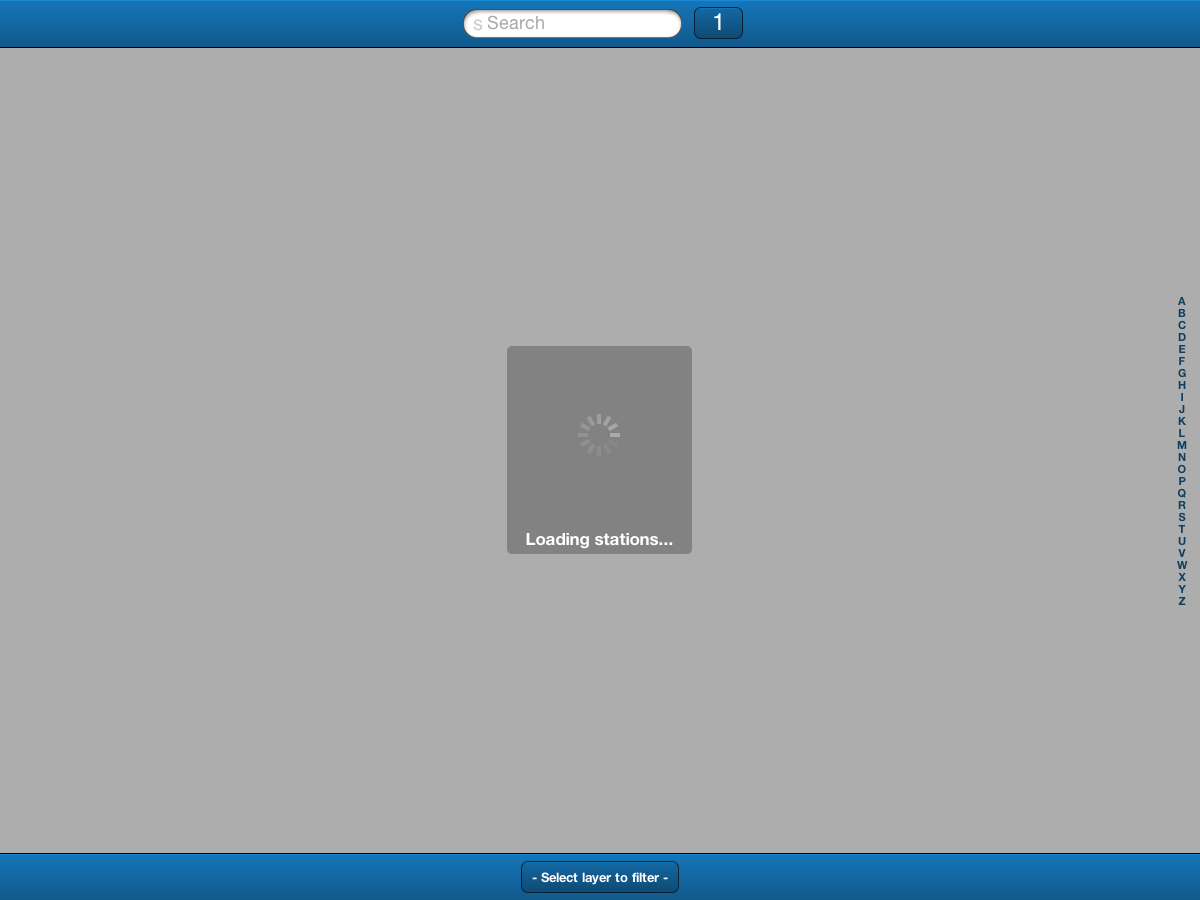 s Search
1
A
B
C
D
E
F
G
H
I
J
K
L
M
N
O
P
Q
R
S
T
U
V
W
X
Y
Z
Loading stations...
- Select layer to filter -